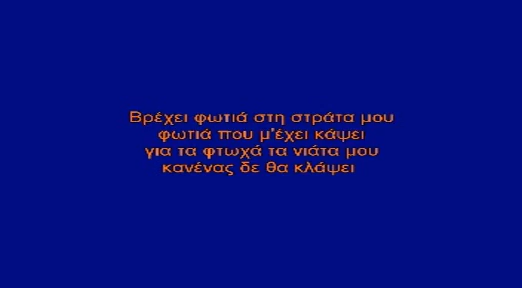 Βρέχει φωτιά στη στράτα μου
φωτιά που μ'έχει κάψει
για τα φτωχά τα νιάτα μου
κανένας δε θα κλάψει